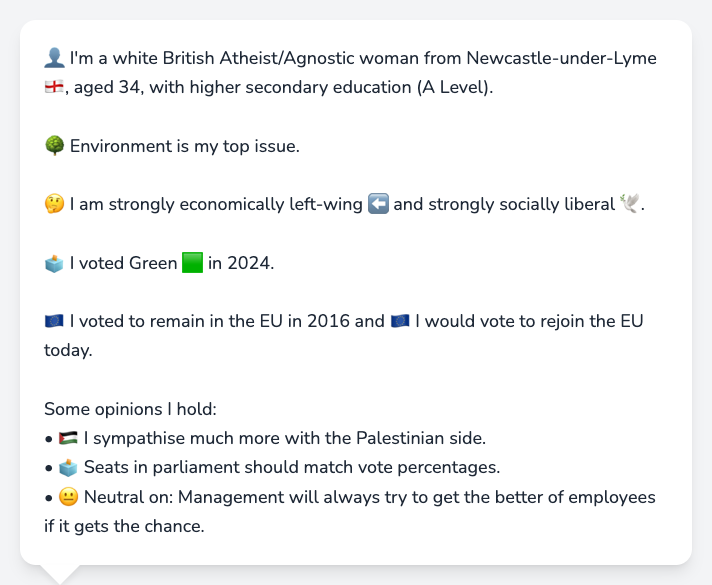 👤 I'm a white British Atheist/Agnostic woman from Newcastle-under-Lyme
🏴󠁧󠁢󠁥󠁮󠁧󠁿, aged 34, with higher secondary education (A Level).
🌳 Environment is my top issue.
🤔 I am strongly economically left-wing ⬅️ and strongly socially liberal 🕊️.
🗳️ I voted Green 🟩 in 2024.
🇪🇺 I voted to remain in the EU in 2016 and 🇪🇺 I would vote to rejoin the EU
today.
Some opinions I hold:
• 🇵🇸 I sympathise much more with the Palestinian side.
• 🗳️ Seats in parliament should match vote percentages.
• 😐 Neutral on: Management will always try to get the better of employees
if it gets the chance.